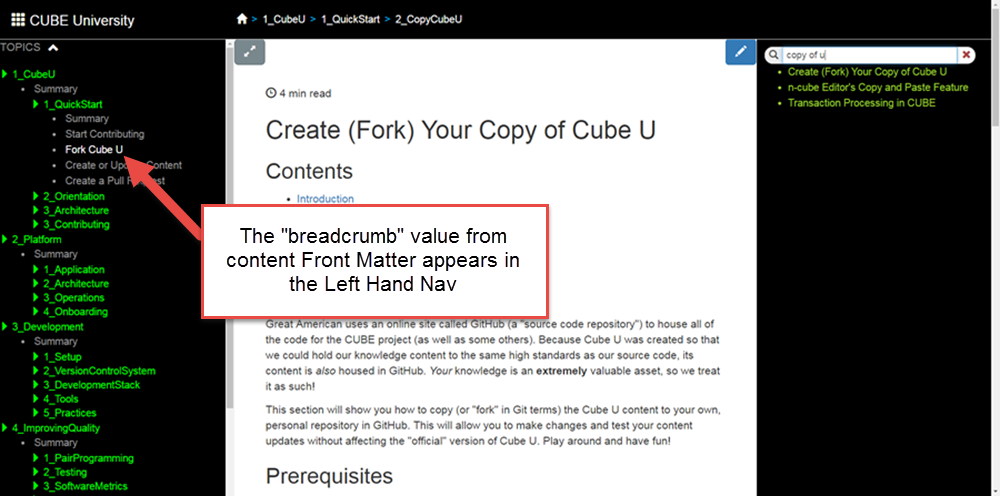 CUBE University
> 1_CubeU > 1_QuickStart > 2_CopyCubeU
TOPICS
1_CubeU
Summary
1_QuickStart
Summary
Start Contributing
Fork Cube U
Create or Content
Create a Pull
2_Orientation
3_Architecture
3_Contributing
2_Platform
Summary
1_Application
2_Architecture
3_Operations
4_Onboarding
3_Development
Summary
1_Setup
2_VersionControlSystem
3_DevelopmentStack
4_Tools
5_Practices
4_ImprovingQuality
Summary
1_PairProgramming
2_Testing
3_SoftwareMetrics
4 min read
Create (Fork) Your Copy of Cube U
Contents
Introduction
The "breadcrumb" value from
content Front Matter appears in
the Left Hand Nav
Great American uses an online site called GitHub (a "source code repository") to house all of
the code for the CUBE project (as well as some others). Because Cube U was created so that
we could hold our knowledge content to the same high standards as our source code, its
content is also housed in GitHub. Your knowledge is an extremely valuable asset, so we treat
it as such!
This section will show you how to copy (or "fork" in Git terms) the Cube U content to your own,
personal repository in GitHub. This will allow you to make changes and test your content
updates without affecting the "official" version of Cube U. Play around and have fun!
Prerequisites
copy of u
Create (Fork) Your Copy of Cube U
n-cube Editor's Copy and Paste Feature
Transaction Processing in CUBE